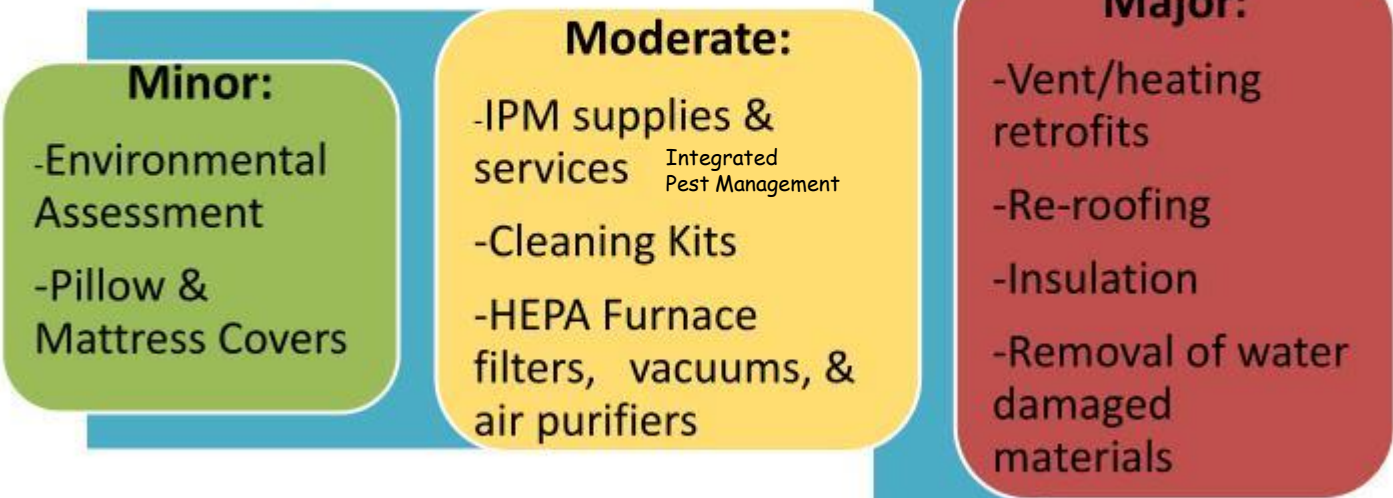 Minor:
-Environmental
Assessment
-Pillow &
Mattress Covers
Moderate:
-IPM supplies &
services
Integrated
Pest Management
-Cleaning Kits
-HEPA Furnace
filters, vacuums, &
air purifiers
Major:
-Vent/heating
retrofits
-Re-roofing
-Insulation
-Removal of water
damaged
materials